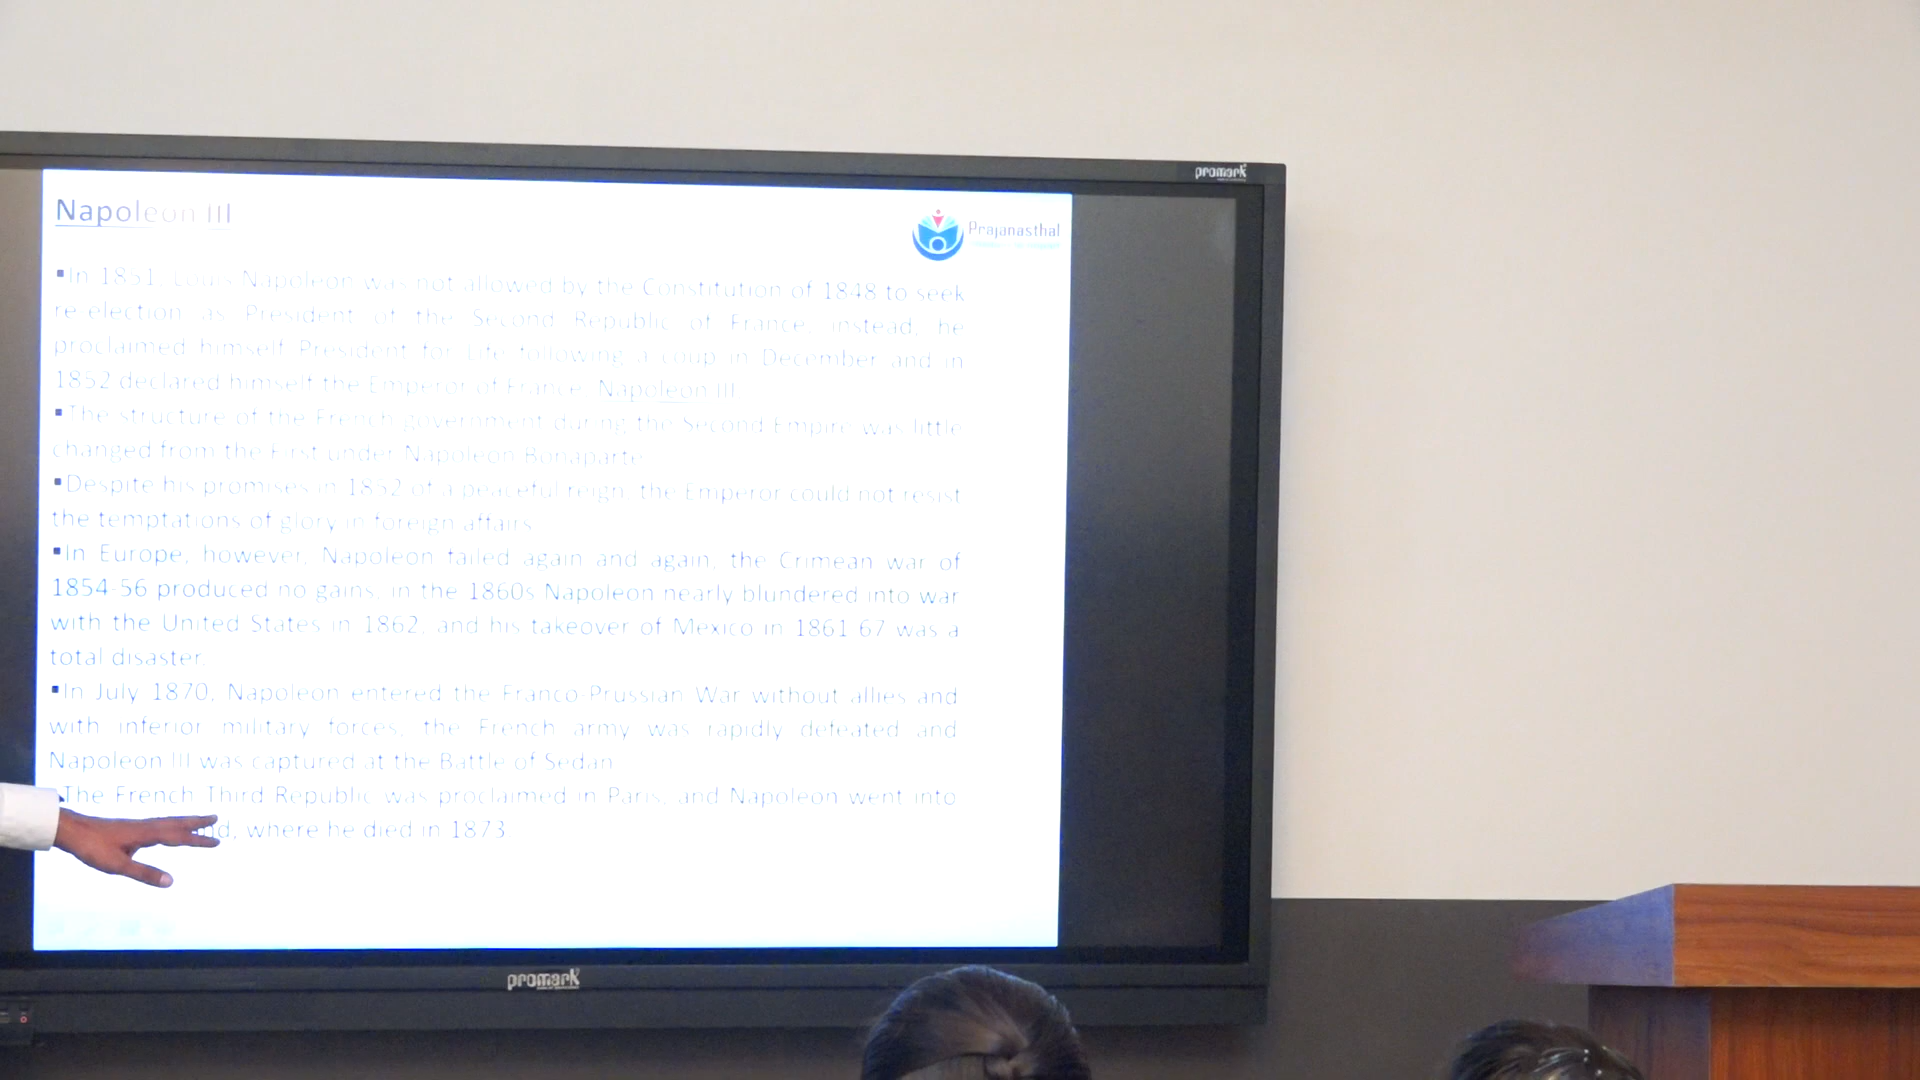 promark
Napoleon III
Prajanasthal
▪In 1851, Louis Napoleon was not allowed by the Constitution of 1848 to seek
re-election as President of the Second Republic of France, instead, he
proclaimed himself President for Life following a coup in December and in
1852 declared himself the Emperor of France, Napoleon III
▪The structure of the French government during the Second Empire was little
changed from the First under Napoleon Bonaparte
▪Despite his promises in 1852 of a peaceful reign, the Emperor could not resist
the temptations of glory in foreign affairs
▪In Europe, however, Napoleon failed again and again, the Crimean war of
1854-56 produced no gains, in the 1860s Napoleon nearly blundered into war
with the United States in 1862, and his takeover of Mexico in 1861-67 was a
total disaster.
▪In July 1870, Napoleon entered the Franco-Prussian War without allies and
with inferior military forces, the French army was rapidly defeated and
Napoleon III was captured at the Battle of Sedan
▪The French Third Republic was proclaimed in Paris, and Napoleon went into
where he died in 1873
promark